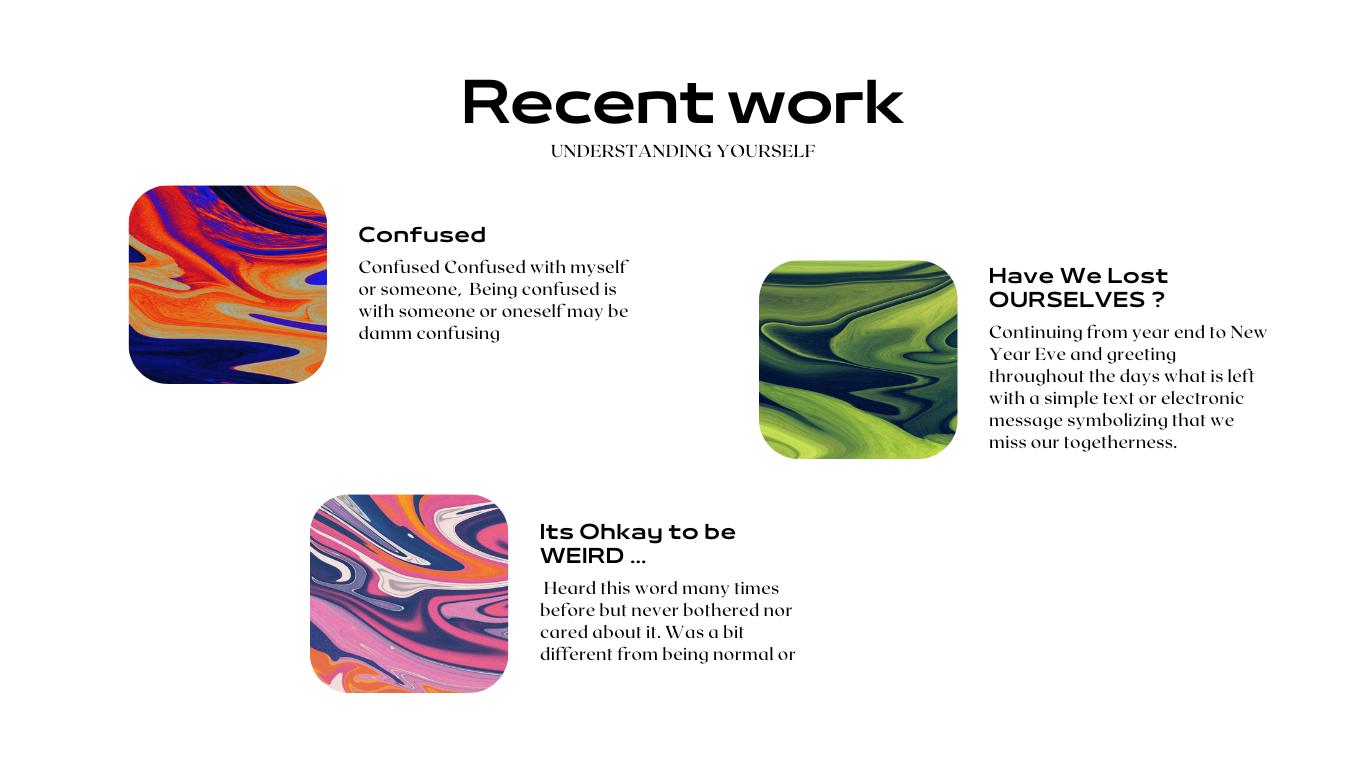 Recent work
UNDERSTANDING YOURSELF
Confused
Confused Confused with myself
or someone,  Being confused is
with someone or oneself may be
damm confusing
Have We Lost
OURSELVES ?
Continuing from year end to New
Year Eve and greeting
throughout the days what is left
with a simple text or electronic
message symbolizing that we
miss our togetherness.
Its Ohkay to be
WEIRD ...
Heard this word many times
before but never bothered nor
cared about it. Was a bit
different from being normal or